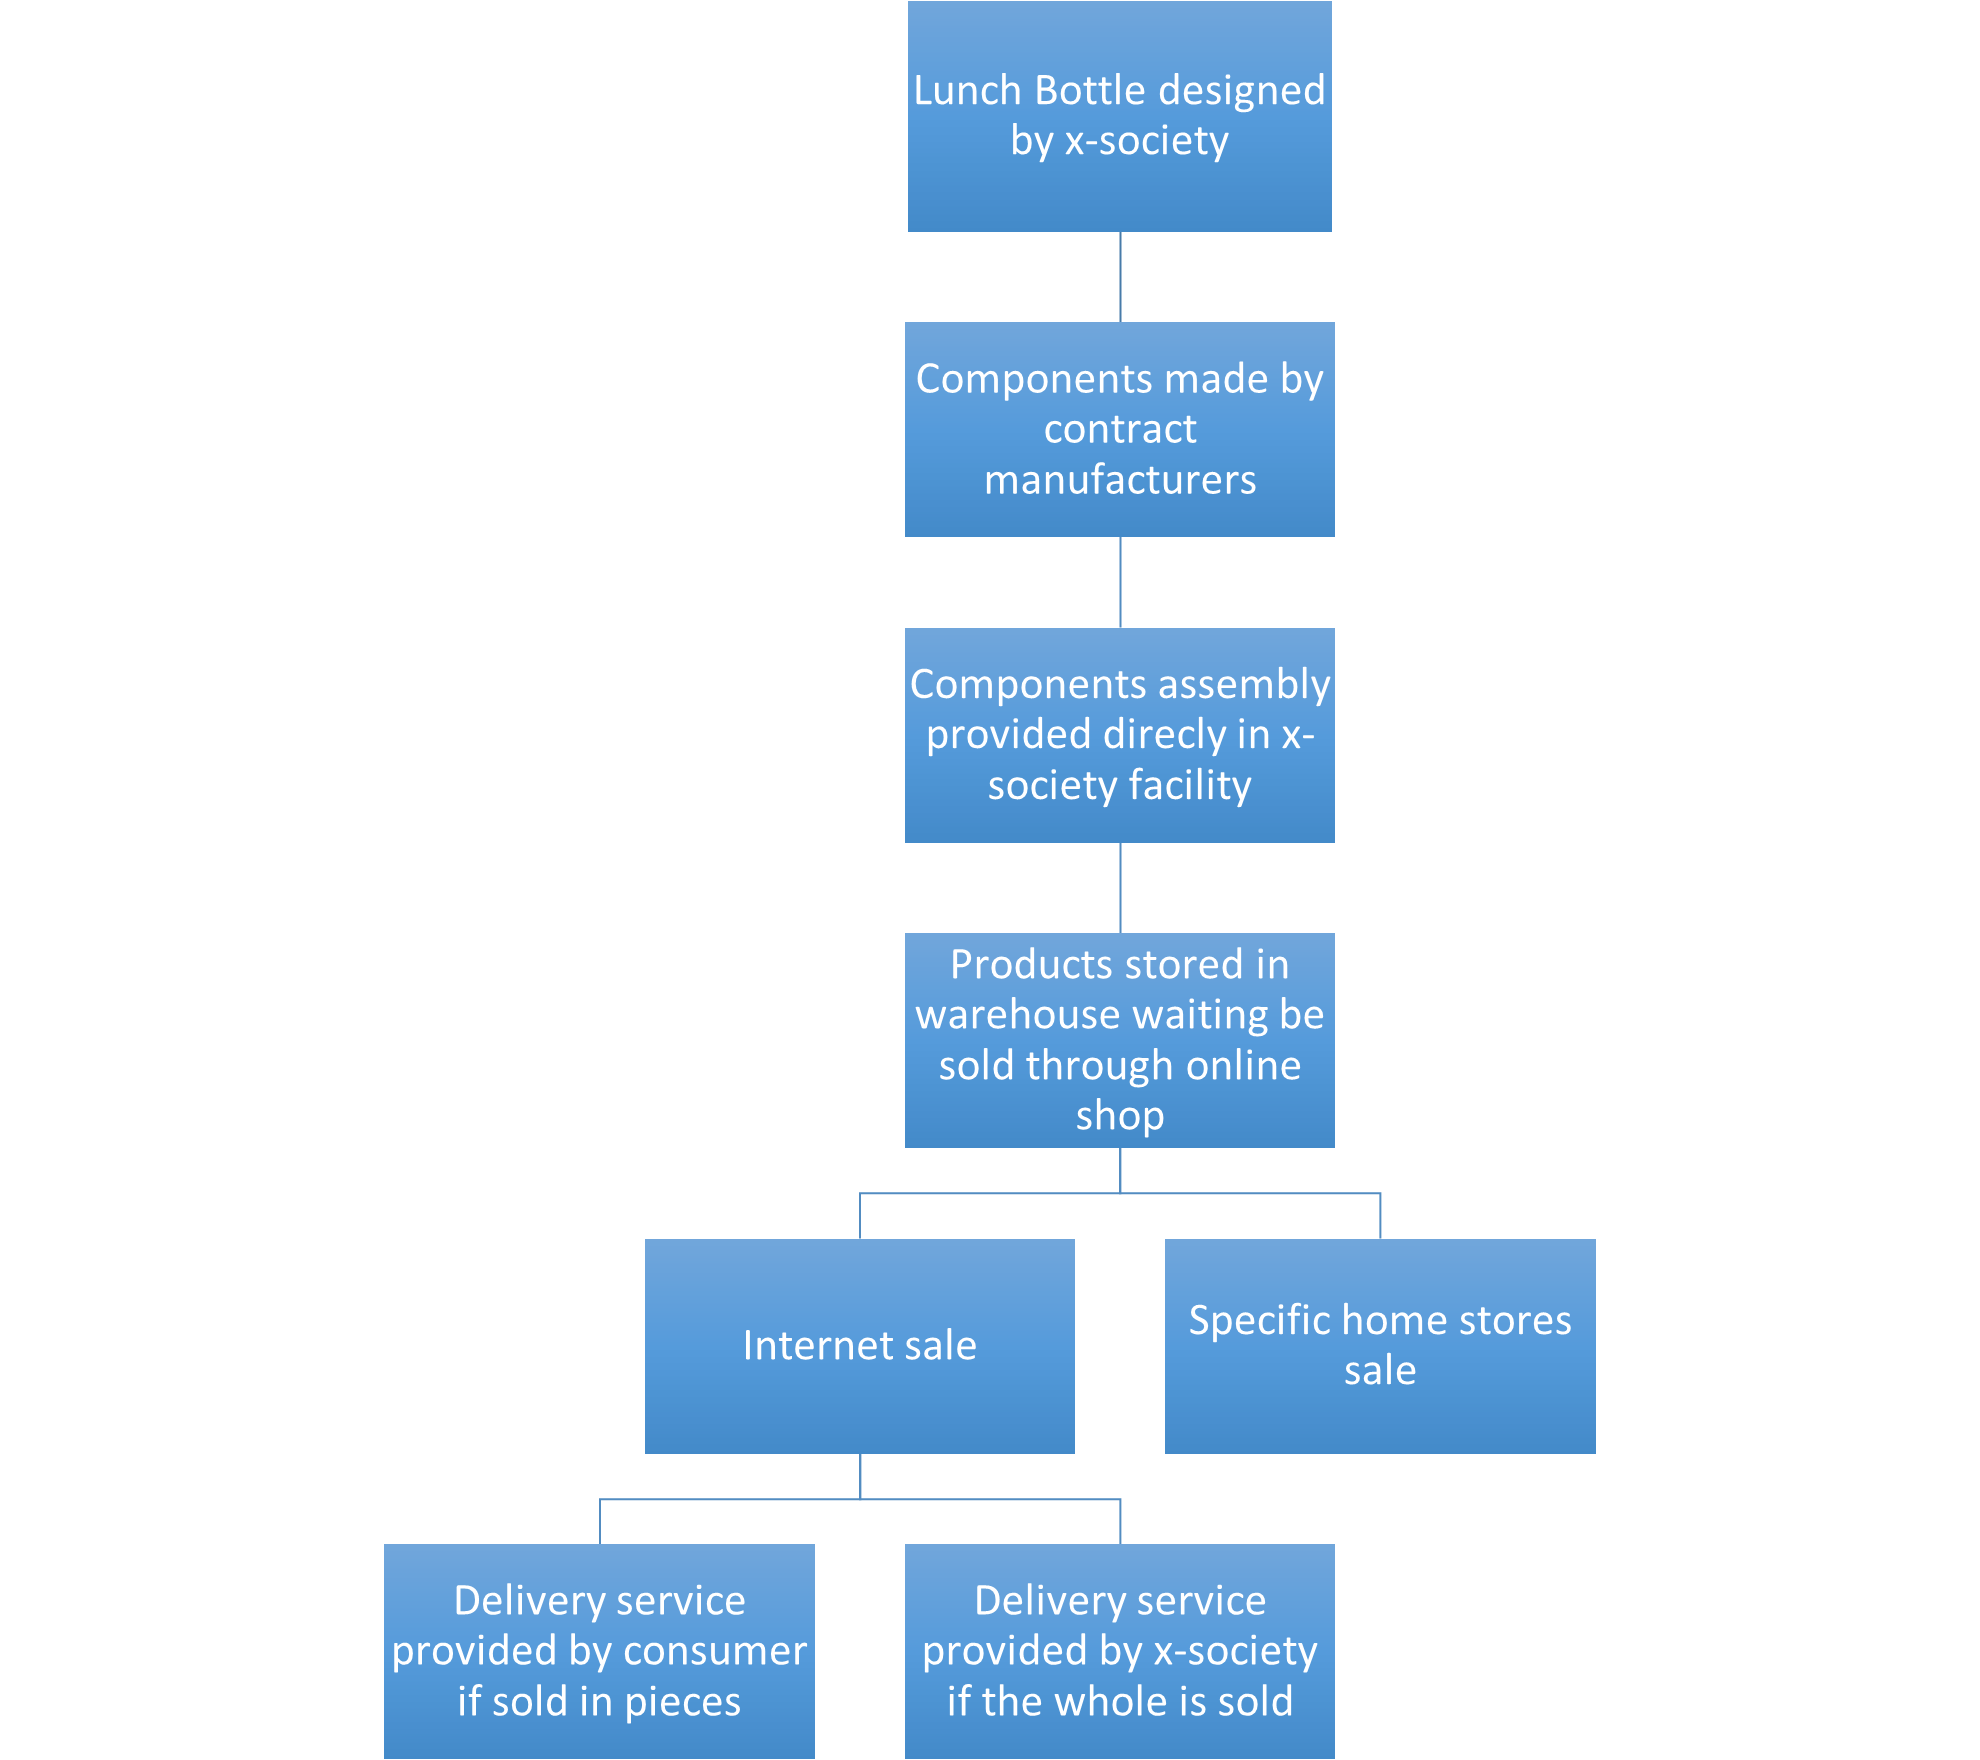 Lunch Bottle designed
by x-society
Components made by
contract
manufacturers
Components assembly
provided direcly in x-
society facility
Products stored in
warehouse waiting be
sold through online
shop
Internet sale
Specific home stores
sale
Delivery service
provided by consumer
if sold in pieces
Delivery service
provided by x-society
if the whole is sold